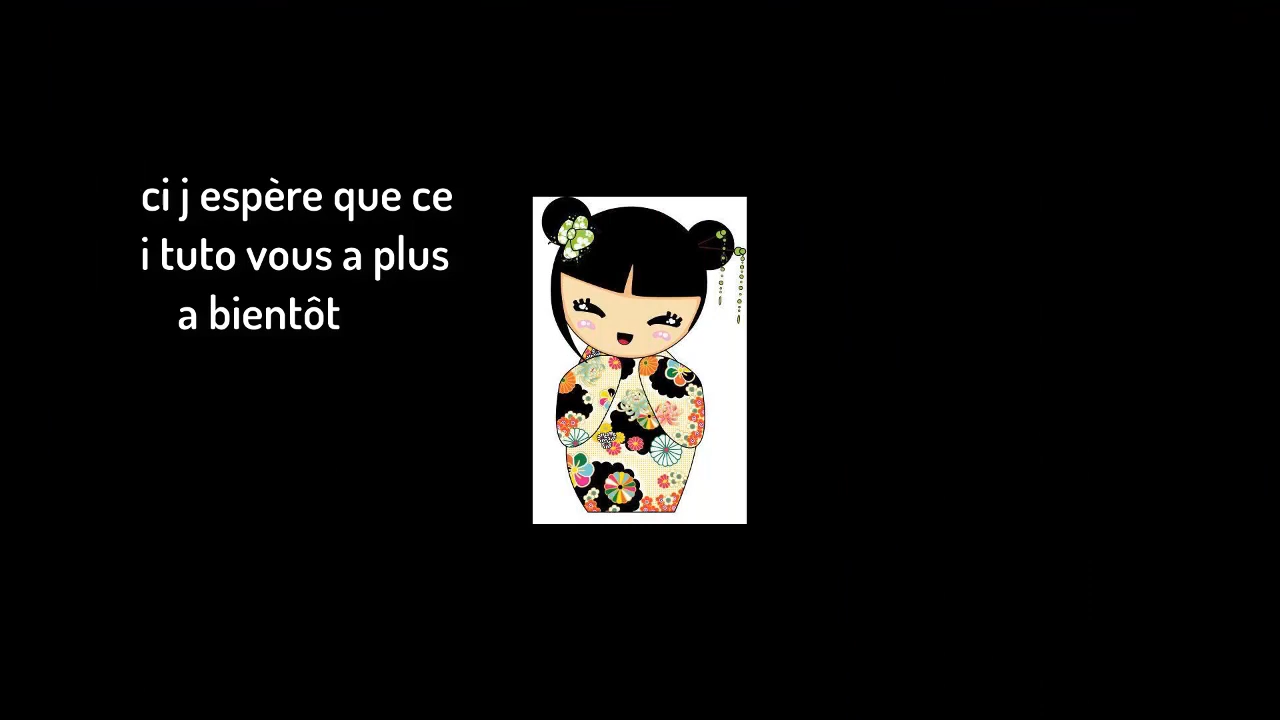 ci j espère que ce
i tuto vous a plus
a bientôt